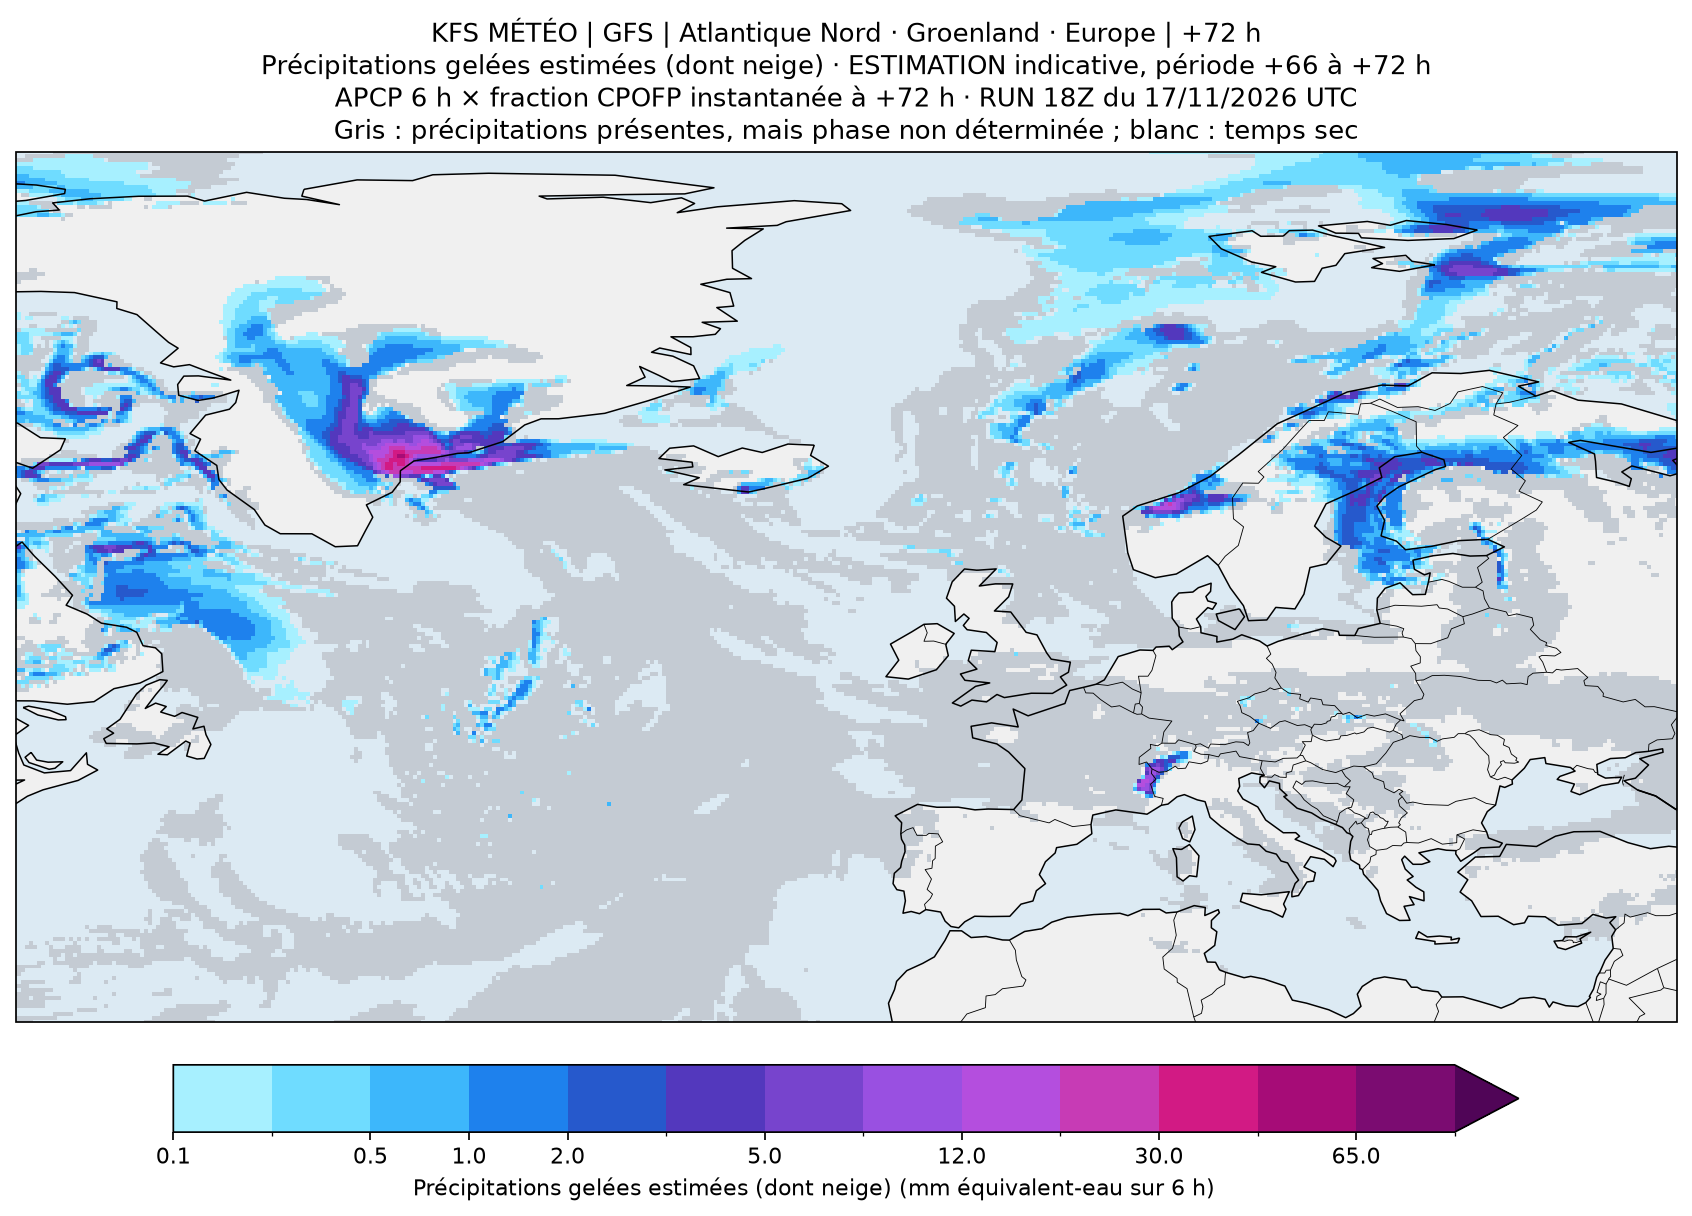 KFS MÉTÉO | GFS | Atlantique Nord · Groenland · Europe | +72 h
Précipitations gelées estimées (dont neige) · ESTIMATION indicative, période +66 à +72 h
APCP 6 h × fraction CPOFP instantanée à +72 h · RUN 18Z du 17/11/2026 UTC
Gris : précipitations présentes, mais phase non déterminée ; blanc : temps sec
0.1 0.5 1.0 2.0 5.0 12.0 30.0 65.0
Précipitations gelées estimées (dont neige) (mm équivalent-eau sur 6 h)